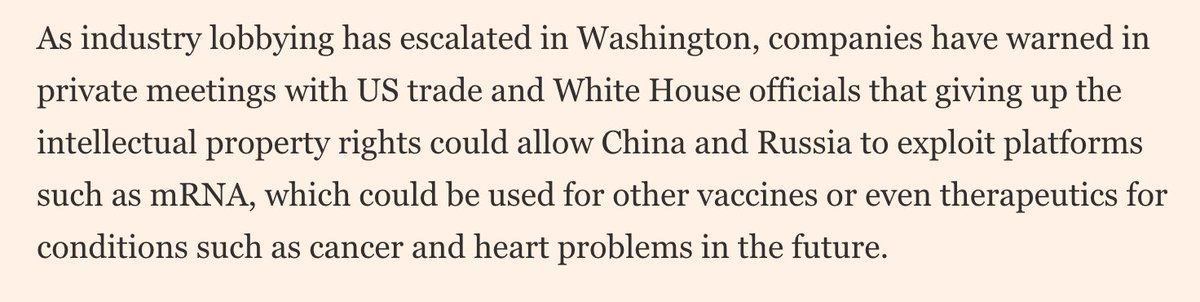 As industry lobbying has escalated in Washington, companies have warned in
private meetings with US trade and White House officials that giving up the
intellectual property rights could allow China and Russia to exploit platforms
such as mRNA, which could be used for other vaccines or even therapeutics for
conditions such as cancer and heart problems in the future.